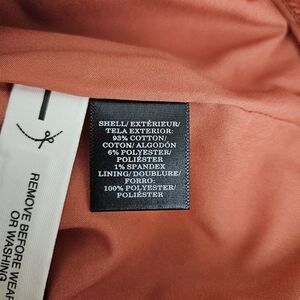 SHELL/ EXTÉRIEUR/
TELA EXTERIOR:
93% COTTON/
COTON/ ALGODÓN
6% POLYESTER/
POLIÉSTER
1% SPANDEX
LINING/ DOUBLURE/
FORRO:
100% POLYESTER/
POLIÉSTER
REMOVE BEFORE WEAR
OR WASHING